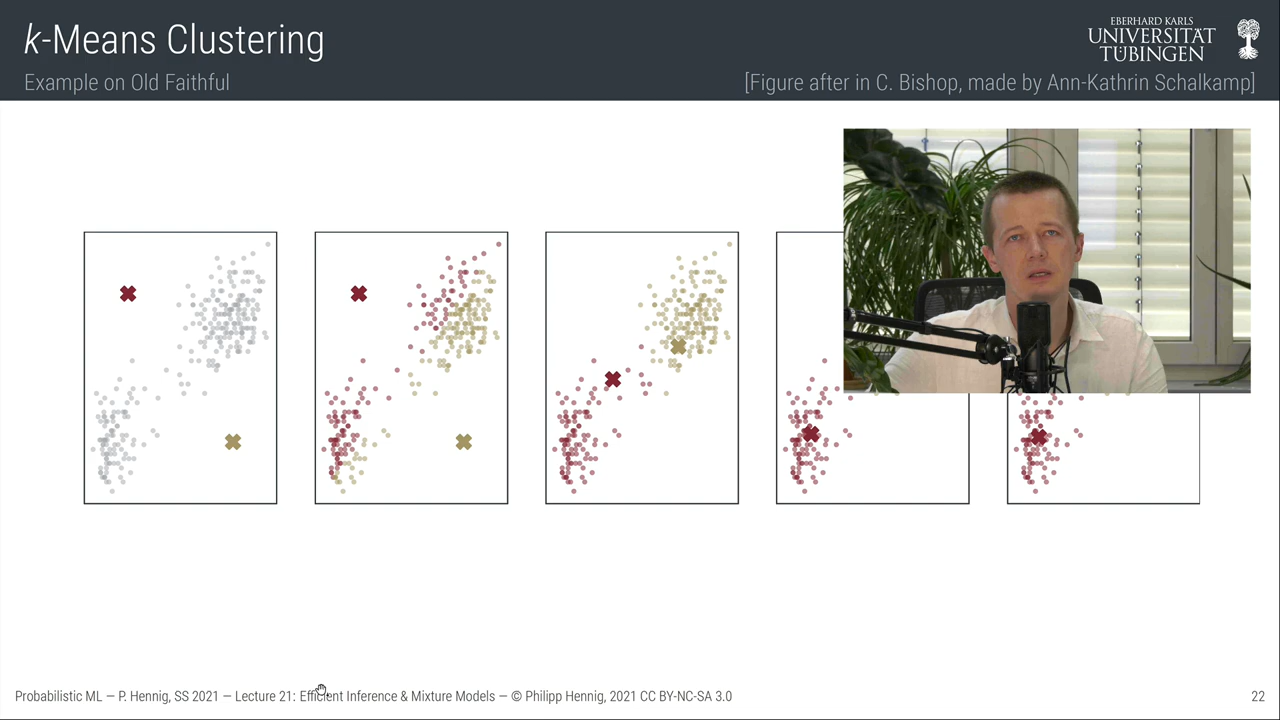 k-Means Clustering
Example on Old Faithful
EBERHARD KARLS
UNIVERSITÄT
TÜBINGEN
[Figure after in C. Bishop, made by Ann-Kathrin Schalkamp]
Probabilistic ML — P. Hennig, SS 2021 — Lecture 21: Efficient Inference & Mixture Models — © Philipp Hennig, 2021 CC BY-NC-SA 3.0
22